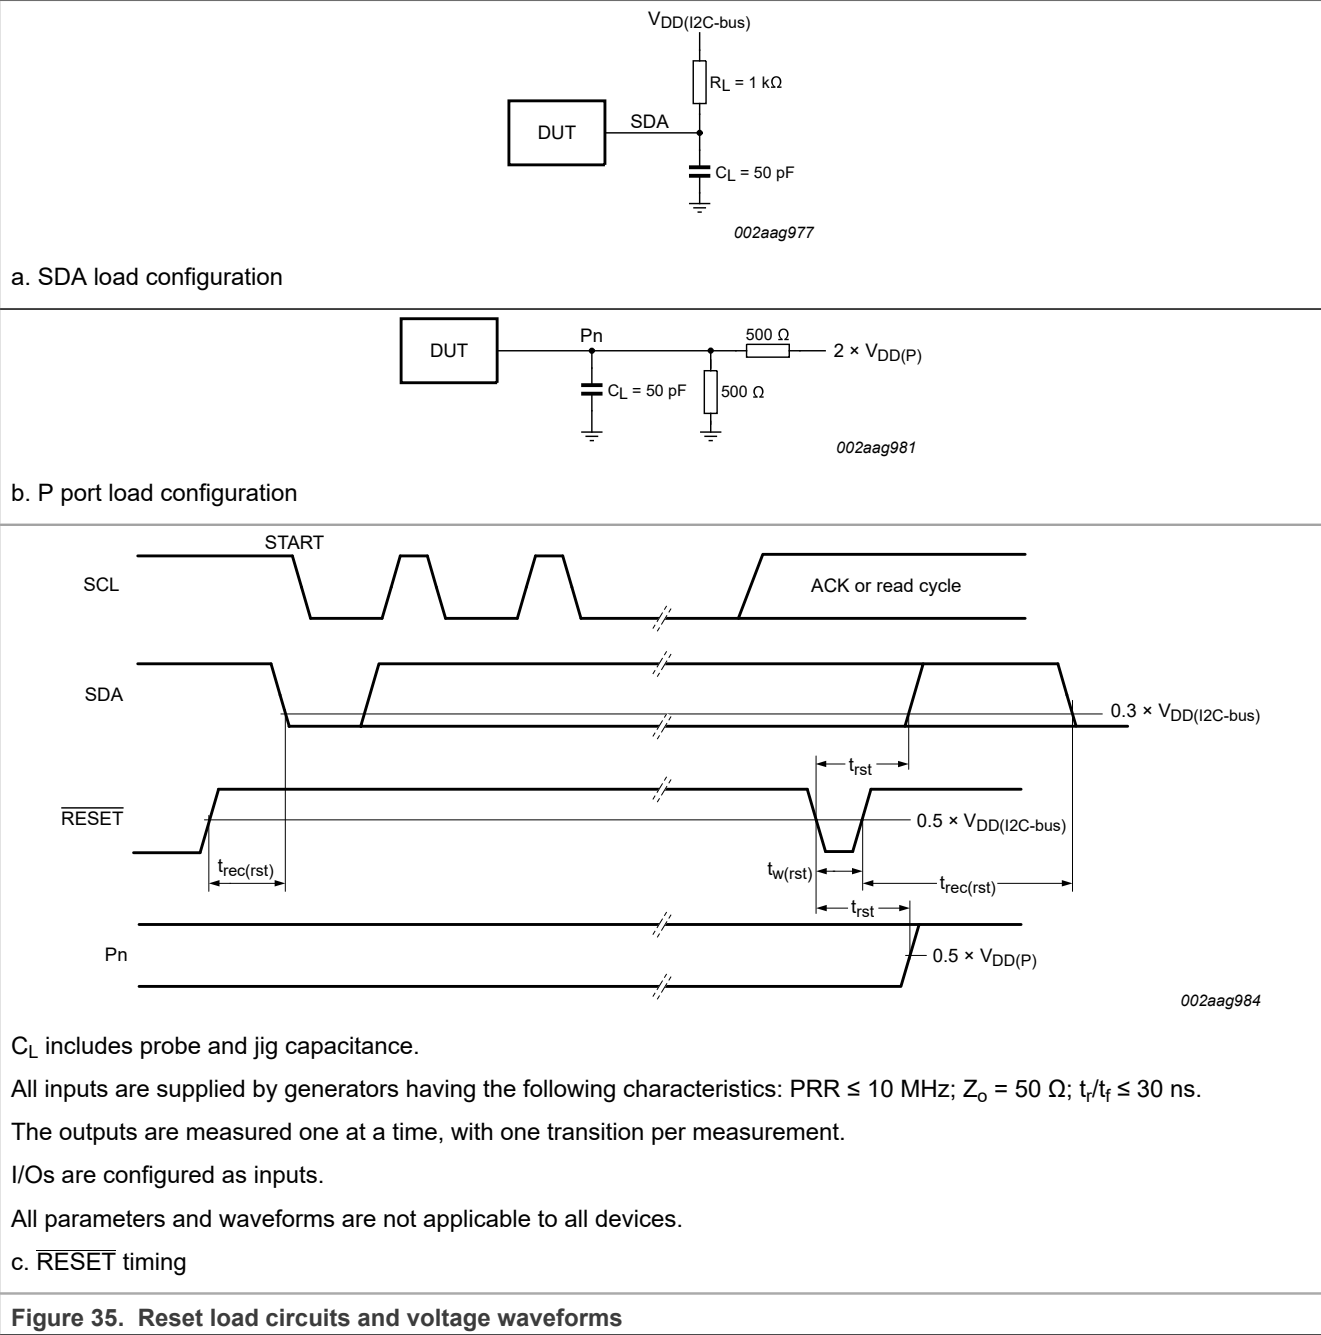 VDD(I2C-bus)
RL = 1 kΩ
DUT
SDA
CL = 50 pF
002aag977
a. SDA load configuration
DUT
Pn
500 Ω
2 × VDD(P)
CL = 50 pF
500 Ω
002aag981
b. P port load configuration
START
SCL
ACK or read cycle
SDA
0.3 × VDD(I2C-bus)
trst
RESET
0.5 × VDD(I2C-bus)
trec(rst)
tw(rst)
trec(rst)
trst
Pn
0.5 × VDD(P)
002aag984
CL includes probe and jig capacitance.
All inputs are supplied by generators having the following characteristics: PRR ≤ 10 MHz; Zo = 50 Ω; tr/tf ≤ 30 ns.
The outputs are measured one at a time, with one transition per measurement.
I/Os are configured as inputs.
All parameters and waveforms are not applicable to all devices.
c. RESET timing
Figure 35. Reset load circuits and voltage waveforms